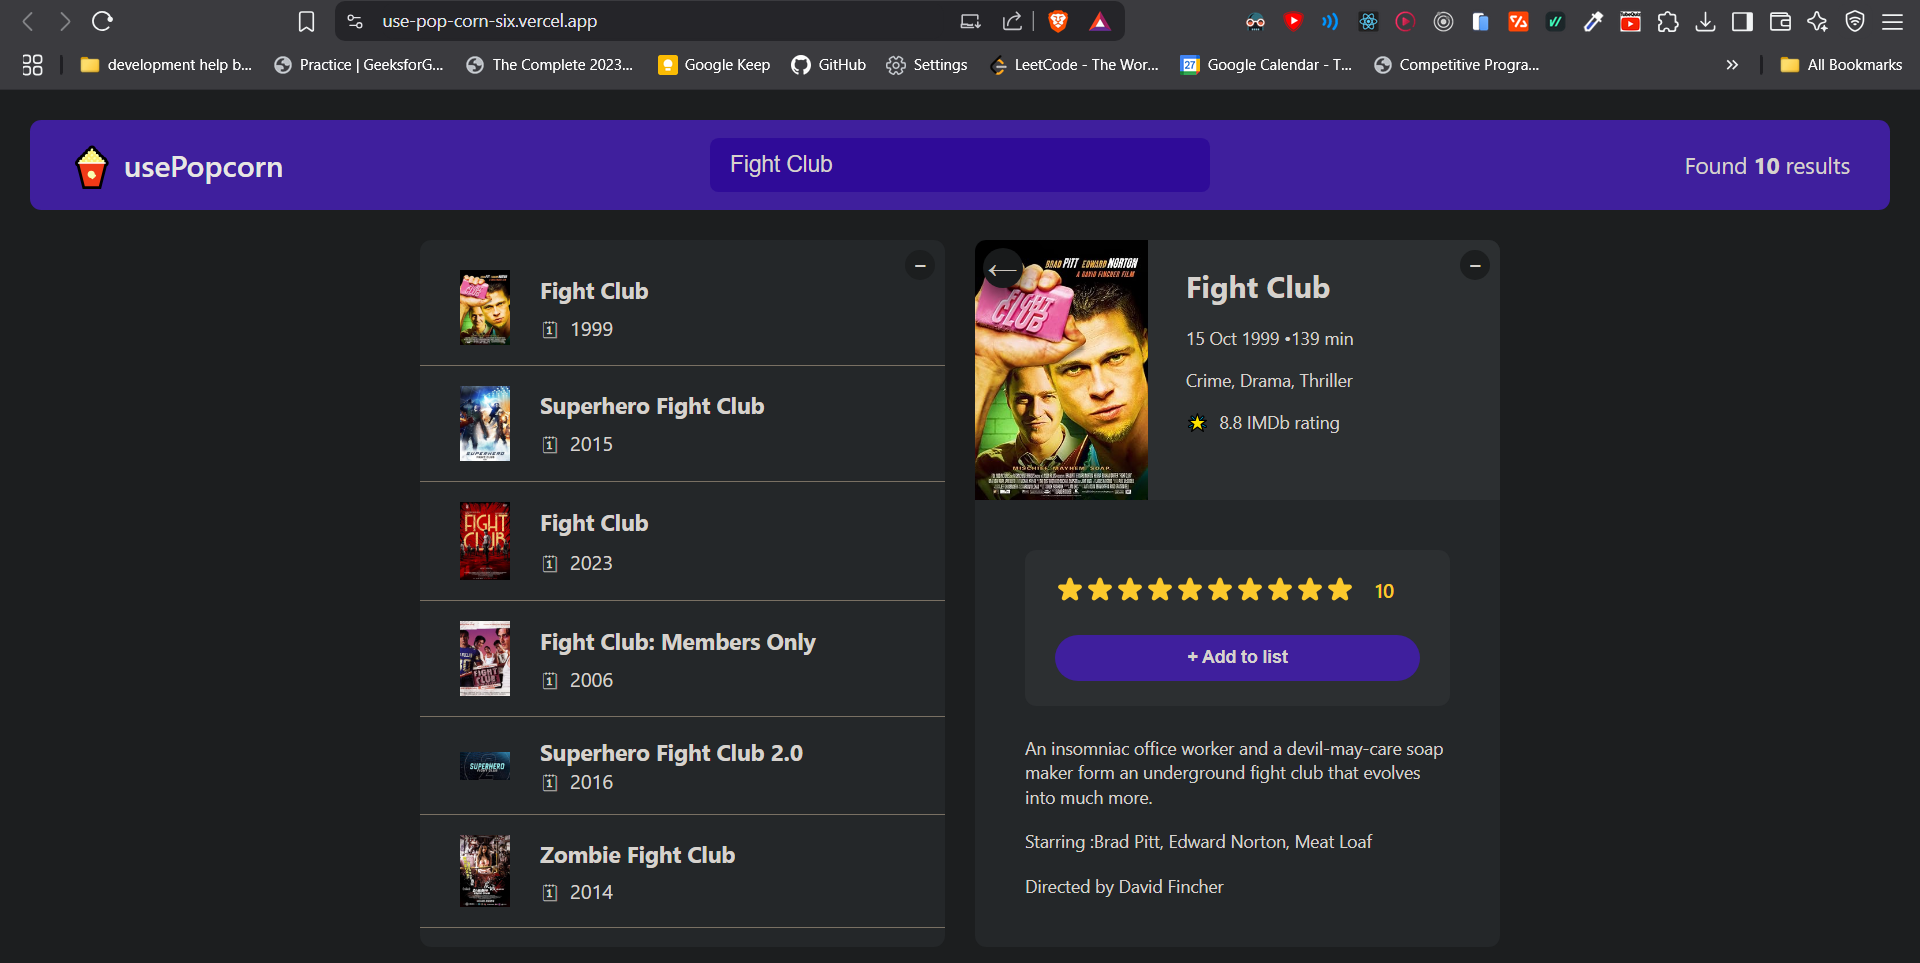 use-pop-corn-six.vercel.app
development help b...
Practice | GeeksforG...
The Complete 2023...
Google Keep
GitHub
Settings
LeetCode - The Wor...
27
Google Calendar - T...
Competitive Progra...
»
All Bookmarks
usePopcorn
Fight Club
Found 10 results
Fight Club
1999
Superhero Fight Club
2015
FIGHT
CLUB
Fight Club
2023
FIGHT
CLUB
Fight Club: Members Only
2006
SUPERHERO
Superhero Fight Club 2.0
2016
Zombie Fight Club
2014
BRAD PITT EDWARD NORTON
A DAVID FINCHER FILM
FIGHT
CLUB
MISCHIEF. MAYHEM. SOAP.
Fight Club
15 Oct 1999 •139 min
Crime, Drama, Thriller
8.8 IMDb rating
10
+ Add to list
An insomniac office worker and a devil-may-care soap
maker form an underground fight club that evolves
into much more.
Starring :Brad Pitt, Edward Norton, Meat Loaf
Directed by David Fincher